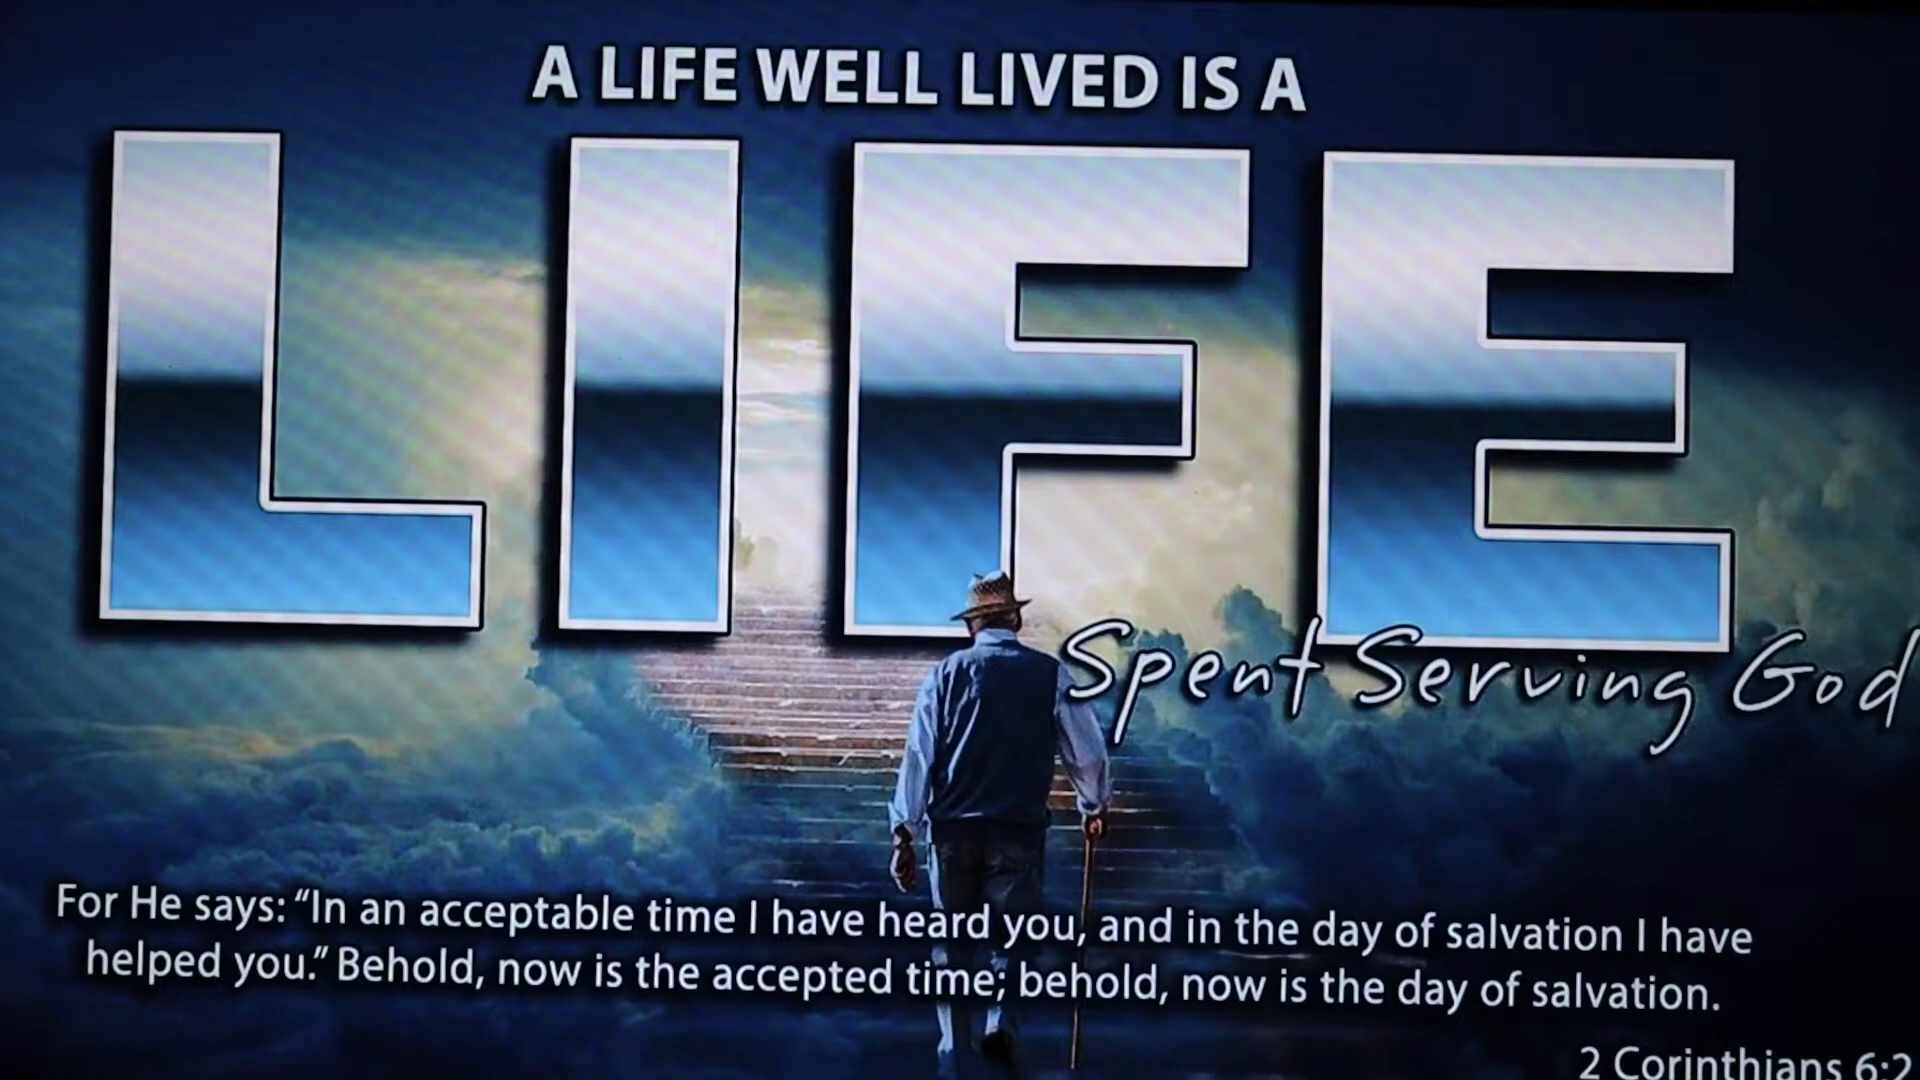 A LIFE WELL LIVED IS A
LIFE
Spent Serving God
For He says: “In an acceptable time I have heard you, and in the day of salvation I have
helped you.” Behold, now is the accepted time; behold, now is the day of salvation.
2 Corinthians 6:2